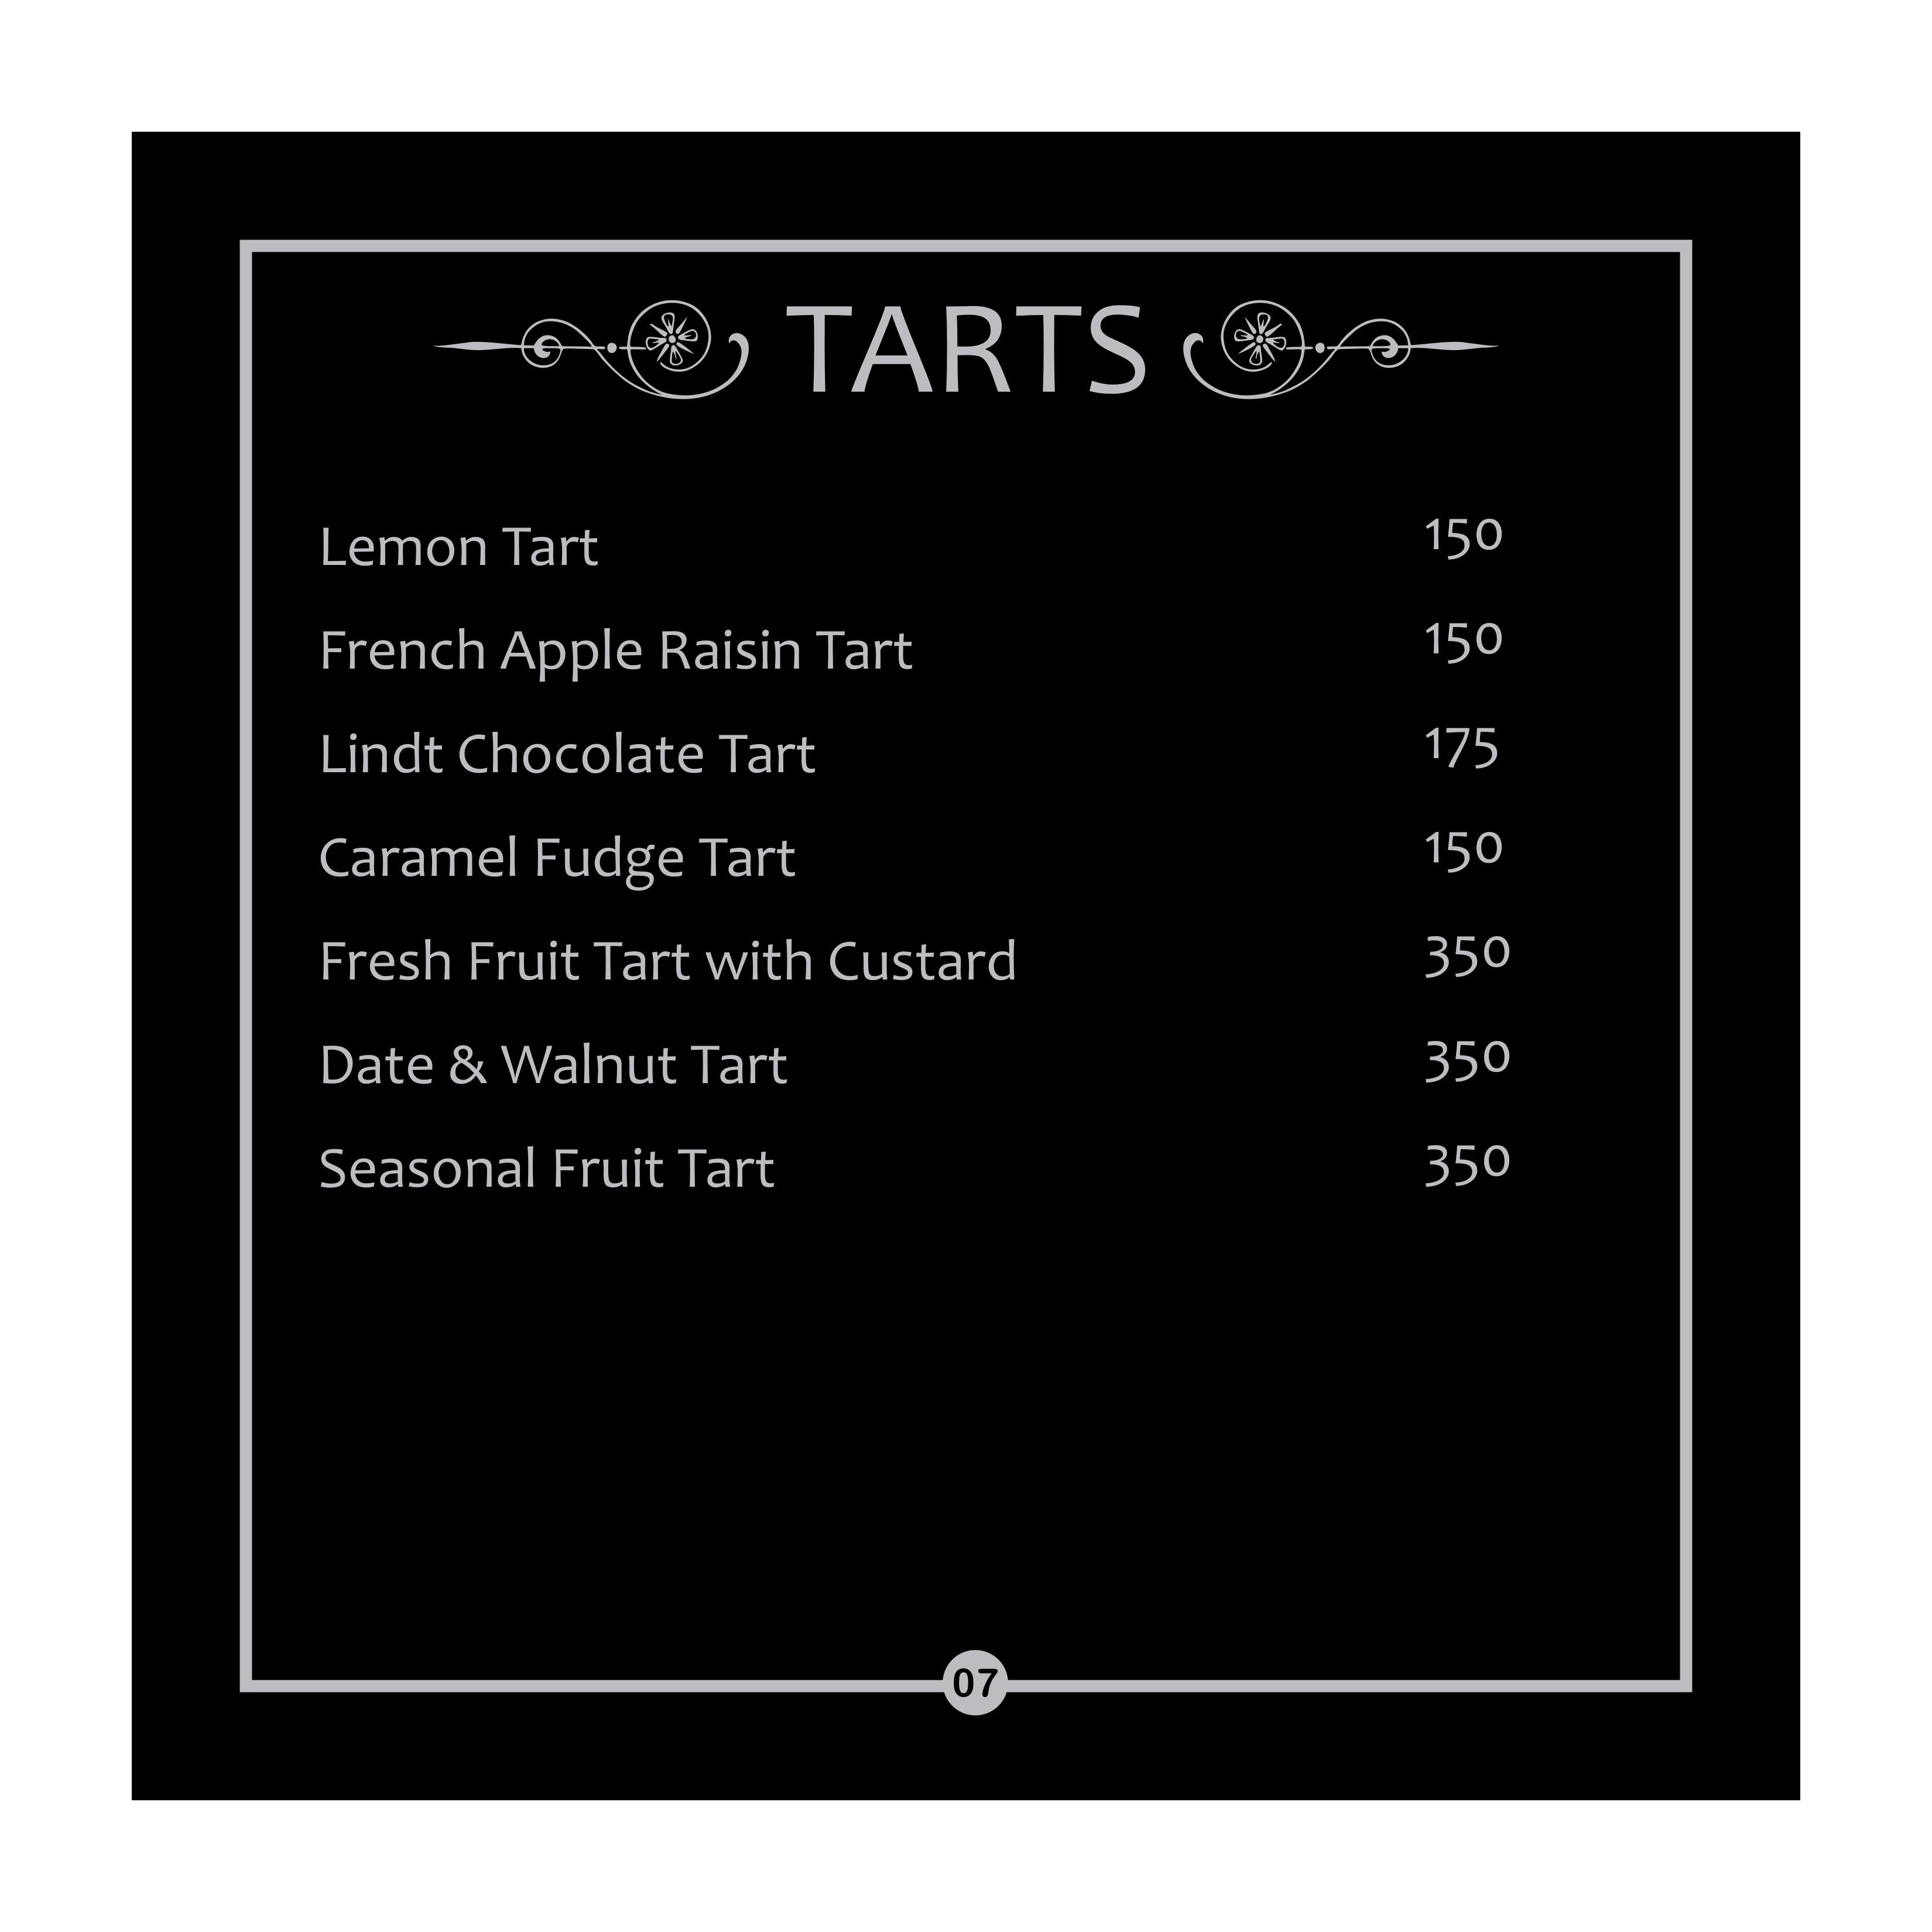 TARTS
Lemon Tart 150
French Apple Raisin Tart 150
Lindt Chocolate Tart 175
Caramel Fudge Tart 150
Fresh Fruit Tart with Custard 350
Date & Walnut Tart 350
Seasonal Fruit Tart 350
07